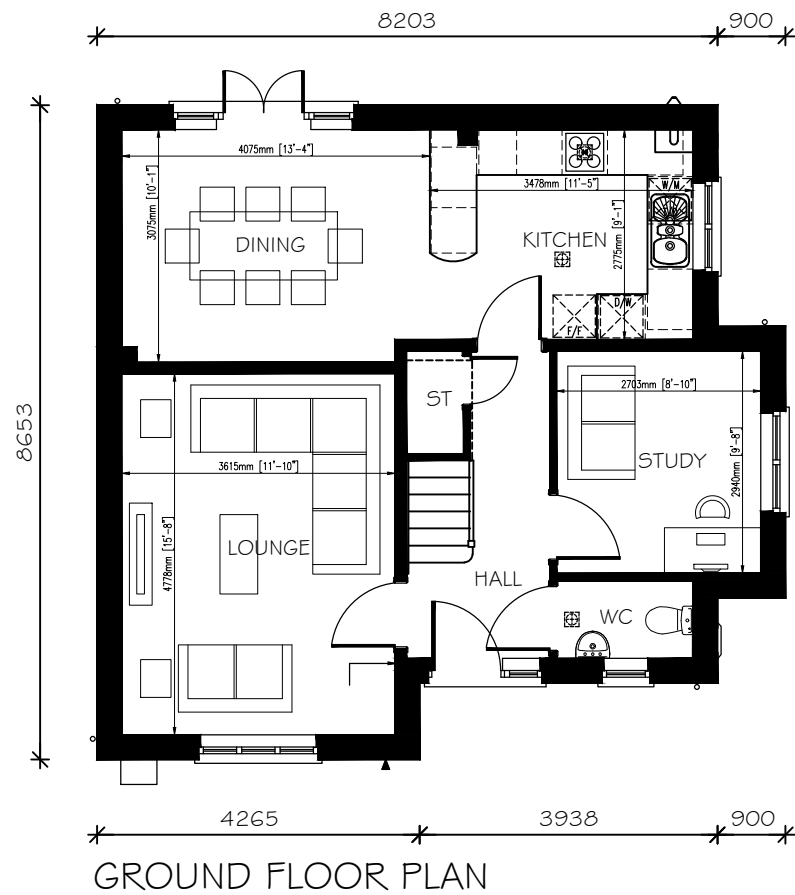 8203 900
4075mm [13'-4"]
3478mm [11'-5"]
W/M
3075mm [10'-1"]
2775mm [9'-1"]
DINING
KITCHEN
F/F
D/W
8653
ST
2703mm [8'-10"]
3615mm [11'-10"]
STUDY
2940mm [9'-8"]
4778mm [15'-8"]
LOUNGE
HALL
WC
4265 3938 900
GROUND FLOOR PLAN